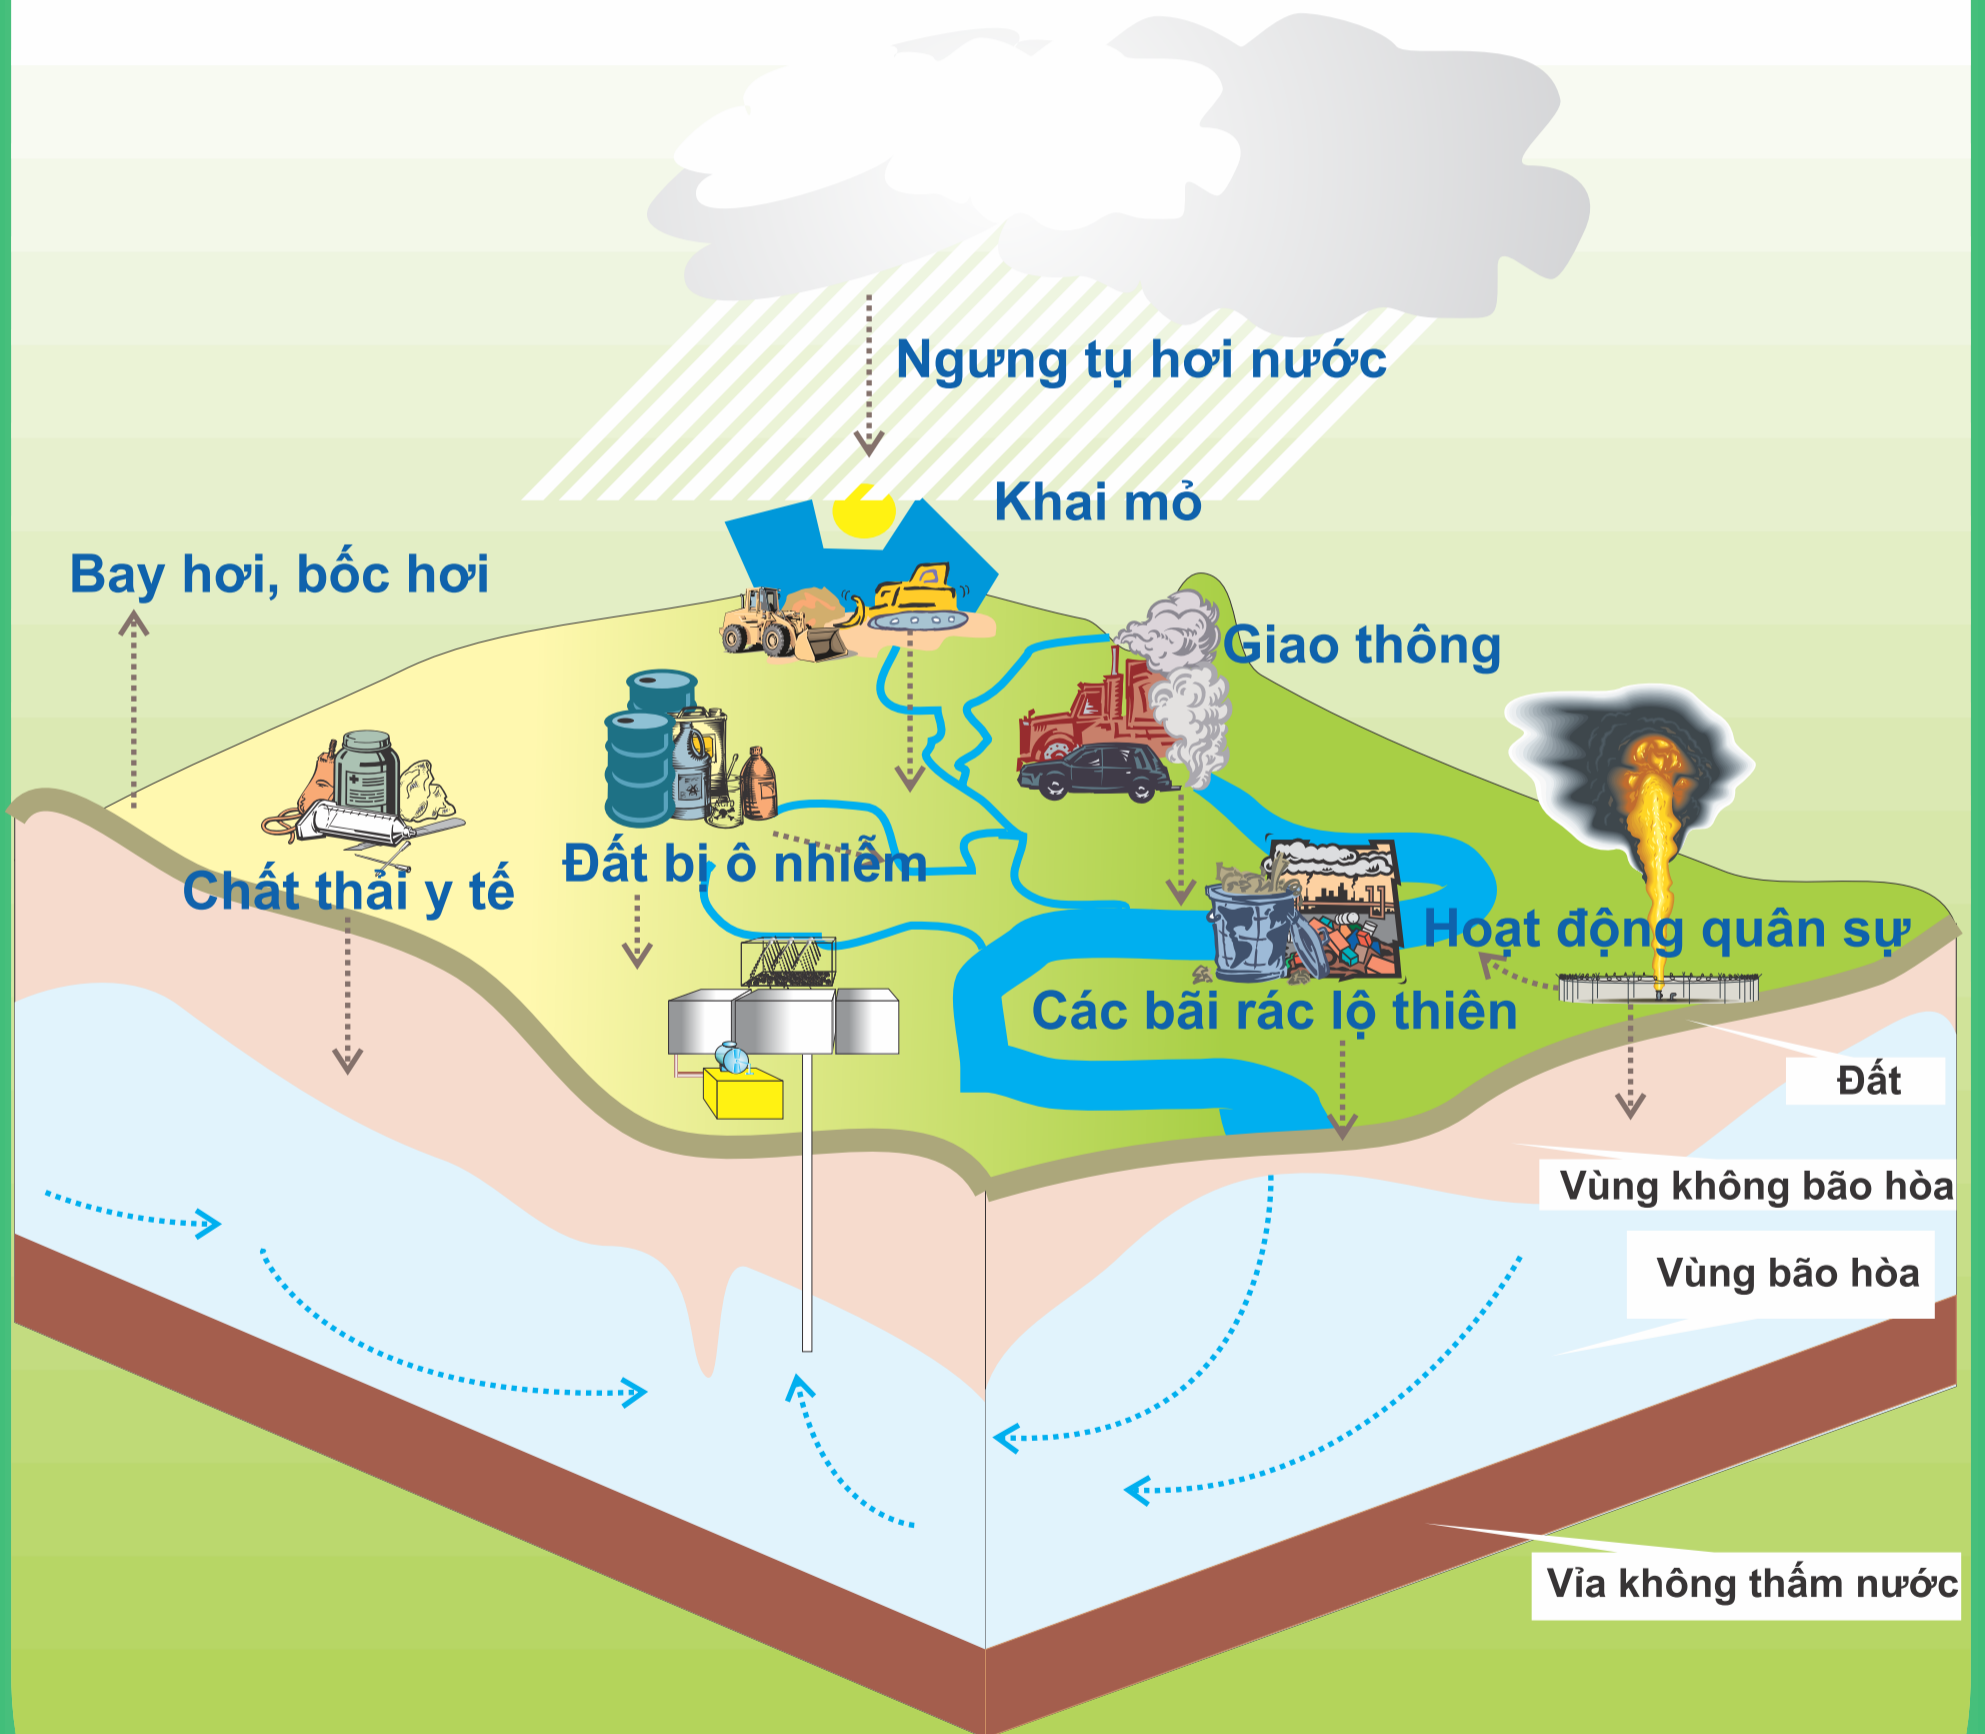 Ngưng tụ hơi nước
Khai mỏ
Bay hơi, bốc hơi
Giao thông
Đất bị ô nhiễm
Chất thải y tế
Hoạt động quân sự
Các bãi rác lộ thiên
Đất
Vùng không bão hòa
Vùng bão hòa
Vỉa không thấm nước